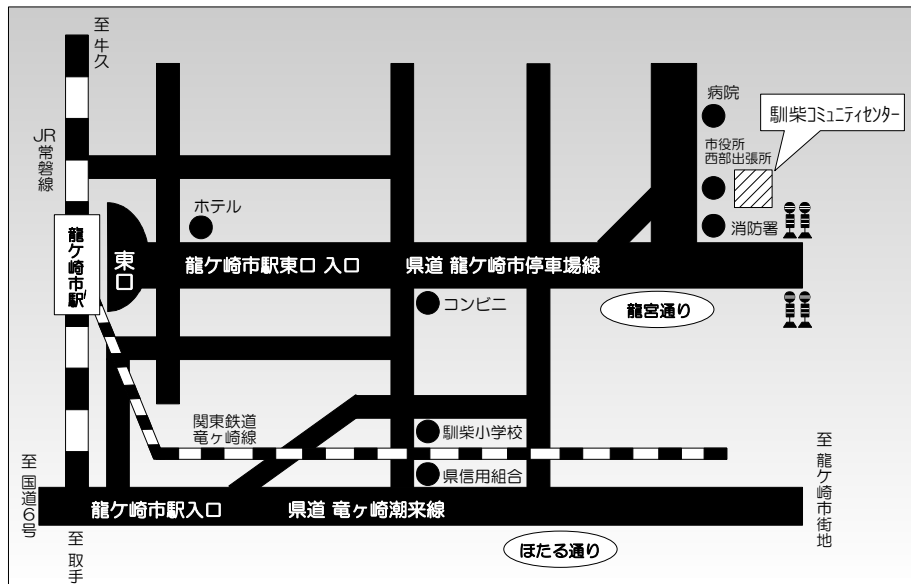 至 牛久
JR常磐線
病院
馴柴コミュニティセンター
市役所
西部出張所
ホテル
消防署
龍ケ崎市駅
東口
龍ケ崎市駅東口 入口
県道 龍ケ崎市停車場線
コンビニ
龍宮通り
関東鉄道
竜ヶ崎線
馴柴小学校
県信用組合
至 国道6号
至 龍ケ崎市街地
龍ケ崎市駅入口
県道 竜ヶ崎潮来線
ほたる通り
至 取手